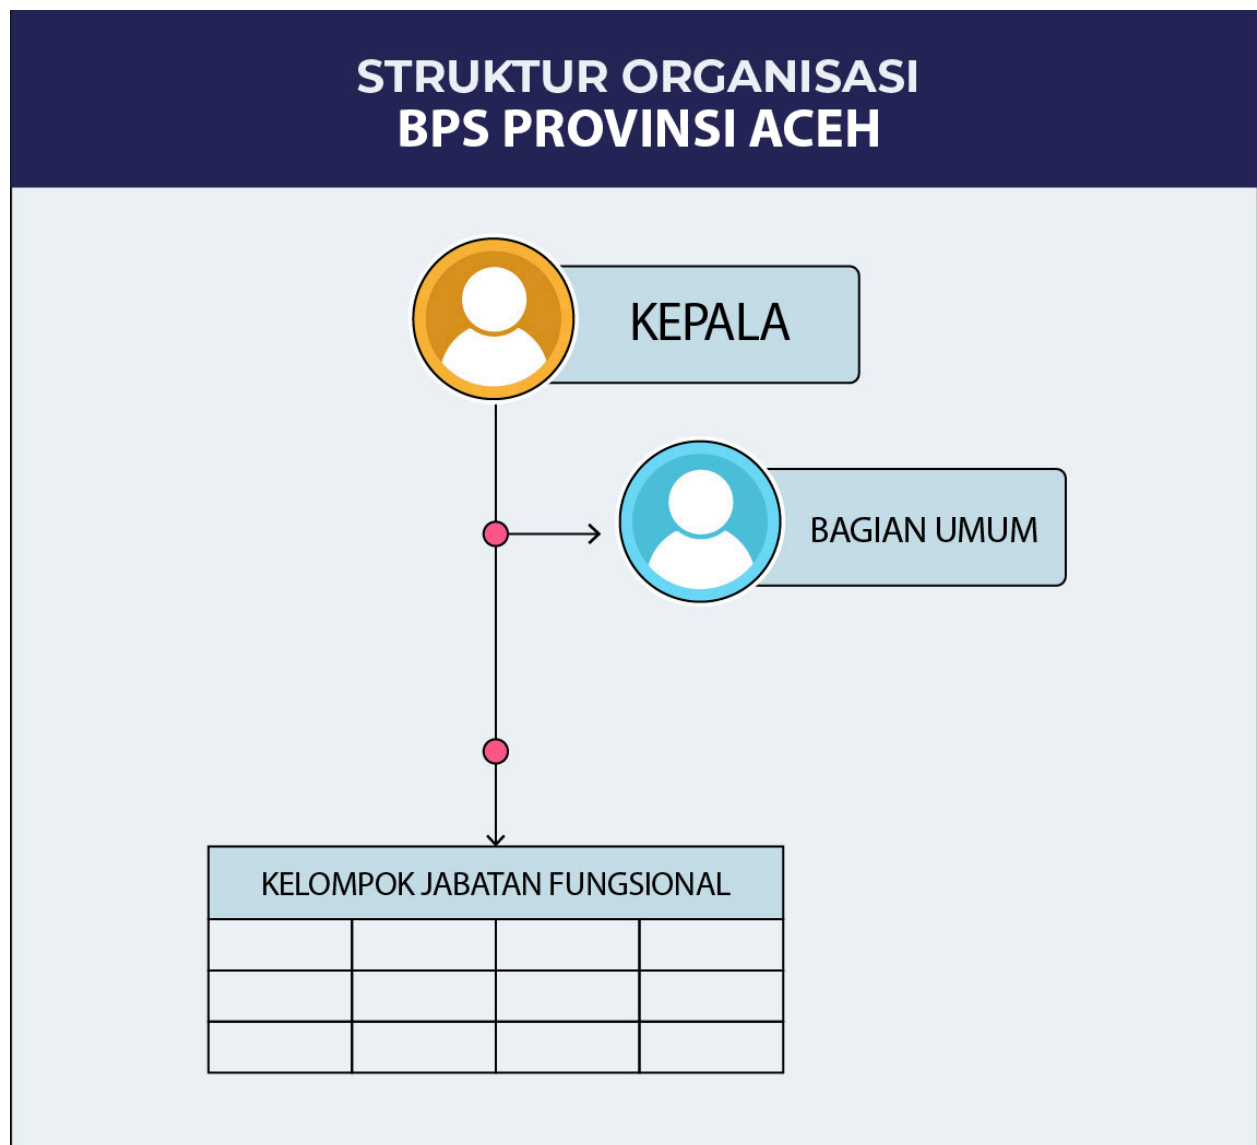 STRUKTUR ORGANISASI
BPS PROVINSI ACEH
KEPALA
BAGIAN UMUM
KELOMPOK JABATAN FUNGSIONAL